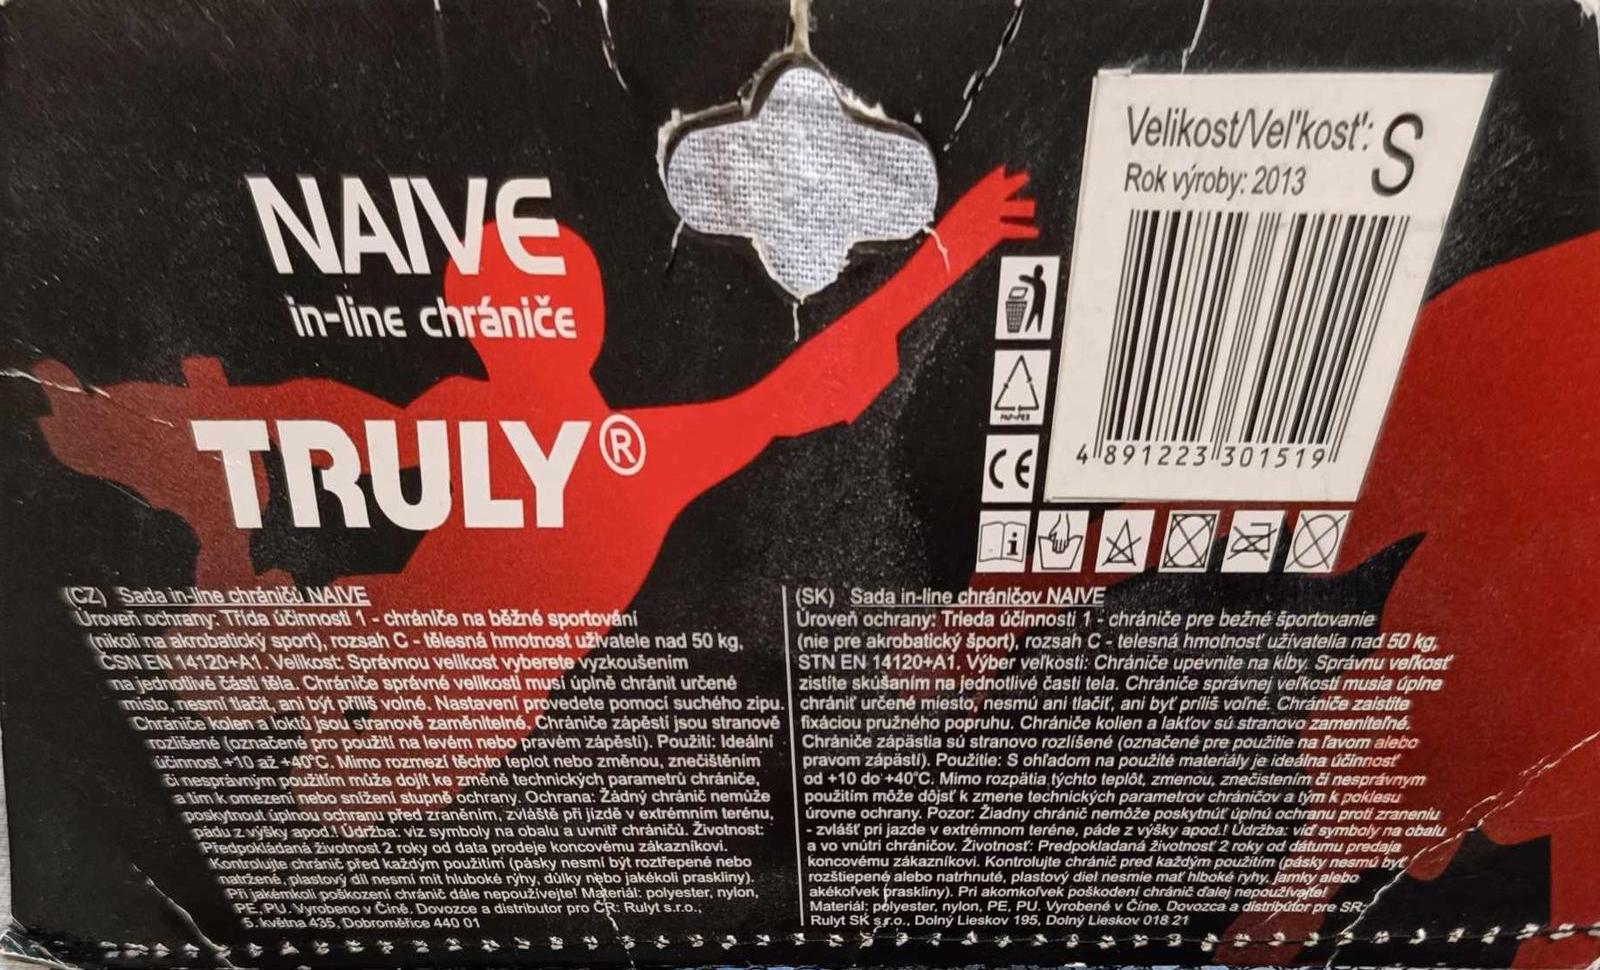 NAIVE
in-line chrániče
TRULY®
Velikost/Veľkosť: S
Rok výroby: 2013
4 891223 301519
PAP-PES
CE
(CZ) Sada in-line chráničů NAIVE
Úroveň ochrany: Třída účinnosti 1 - chrániče na běžné sportování
(nikoli na akrobatický sport), rozsah C - tělesná hmotnost uživatele nad 50 kg,
ČSN EN 14120+A1. Velikost: Správnou velikost vyberete vyzkoušením
na jednotlivé části těla. Chrániče správné velikosti musí úplně chránit určené
místo, nesmí tlačit, ani být příliš volné. Nastavení provedete pomocí suchého zipu.
Chrániče kolen a loktů jsou stranově zaměnitelné. Chrániče zápěstí jsou stranově
rozlišené (označené pro použití na levém nebo pravém zápěstí). Použití: Ideální
účinnost +10 až +40°C. Mimo rozmezí těchto teplot nebo změnou, znečištěním
či nesprávným použitím může dojít ke změně technických parametrů chrániče,
a tím k omezení nebo snížení stupně ochrany. Ochrana: Žádný chránič nemůže
poskytnout úplnou ochranu před zraněním, zvláště při jízdě v extrémním terénu,
pádu z výšky apod.! Údržba: viz symboly na obalu a uvnitř chráničů. Životnost:
Předpokládaná životnost 2 roky od data prodeje koncovému zákazníkovi.
Kontrolujte chránič před každým použitím (pásky nesmí být roztřepené nebo
natržené, plastový díl nesmí mít hluboké rýhy, důlky nebo jakékoli praskliny).
Při jakémkoli poškození chránič dále nepoužívejte! Materiál: polyester, nylon,
PE, PU. Vyrobeno v Číně. Dovozce a distributor pro ČR: Rulyt s.r.o.,
5. května 435, Dobroměřice 440 01
(SK) Sada in-line chráničov NAIVE
Úroveň ochrany: Trieda účinnosti 1 - chrániče pre bežné športovanie
(nie pre akrobatický šport), rozsah C - telesná hmotnosť užívatelia nad 50 kg,
STN EN 14120+A1. Výber veľkosti: Chrániče upevnite na kĺby. Správnu veľkosť
zistíte skúšaním na jednotlivé časti tela. Chrániče správnej veľkosti musia úplne
chrániť určené miesto, nesmú ani tlačiť, ani byť príliš voľné. Chrániče zaistite
fixáciou pružného popruhu. Chrániče kolien a lakťov sú stranovo zameniteľné.
Chrániče zápästia sú stranovo rozlíšené (označené pre použitie na ľavom alebo
pravom zápästí). Použitie: S ohľadom na použité materiály je ideálna účinnosť
od +10 do +40°C. Mimo rozpätia týchto teplôt, zmenou, znečistením či nesprávnym
použitím môže dôjsť k zmene technických parametrov chráničov a tým k poklesu
úrovne ochrany. Pozor: Žiadny chránič nemôže poskytnúť úplnú ochranu proti zraneniu
- zvlášť pri jazde v extrémnom teréne, páde z výšky apod.! Údržba: viď symboly na obalu
a vo vnútri chráničov. Životnosť: Predpokladaná životnosť 2 roky od dátumu predaja
koncovému zákazníkovi. Kontrolujte chránič pred každým použitím (pásky nesmú byť
rozštiepené alebo natrhnuté, plastový diel nesmie mať hlboké ryhy, jamky alebo
akékoľvek praskliny). Pri akomkoľvek poškodení chránič ďalej nepoužívajte!
Materiál: polyester, nylon, PE, PU. Vyrobené v Číne. Dovozca a distribútor pre SR:
Rulyt SK s.r.o., Dolný Lieskov 195, Dolný Lieskov 018 21